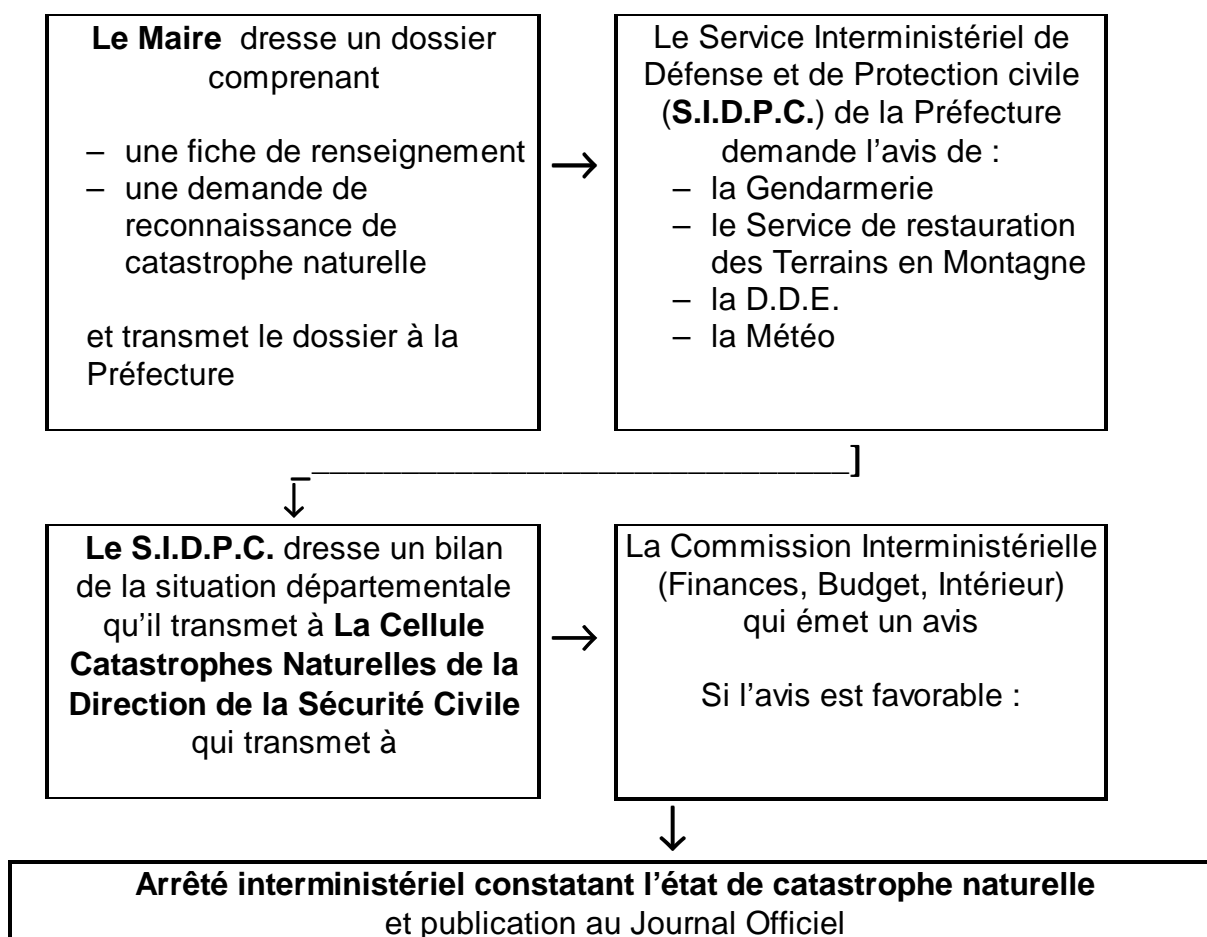 Le Maire dresse un dossier
comprenant
– une fiche de renseignement
– une demande de
reconnaissance de
catastrophe naturelle
et transmet le dossier à la
Préfecture
→
Le Service Interministériel de
Défense et de Protection civile
(S.I.D.P.C.) de la Préfecture
demande l’avis de :
– la Gendarmerie
– le Service de restauration
des Terrains en Montagne
– la D.D.E.
– la Météo
Le S.I.D.P.C. dresse un bilan
de la situation départementale
qu’il transmet à La Cellule
Catastrophes Naturelles de la
Direction de la Sécurité Civile
qui transmet à
→
La Commission Interministérielle
(Finances, Budget, Intérieur)
qui émet un avis
Si l’avis est favorable :
↓
Arrêté interministériel constatant l’état de catastrophe naturelle
et publication au Journal Officiel